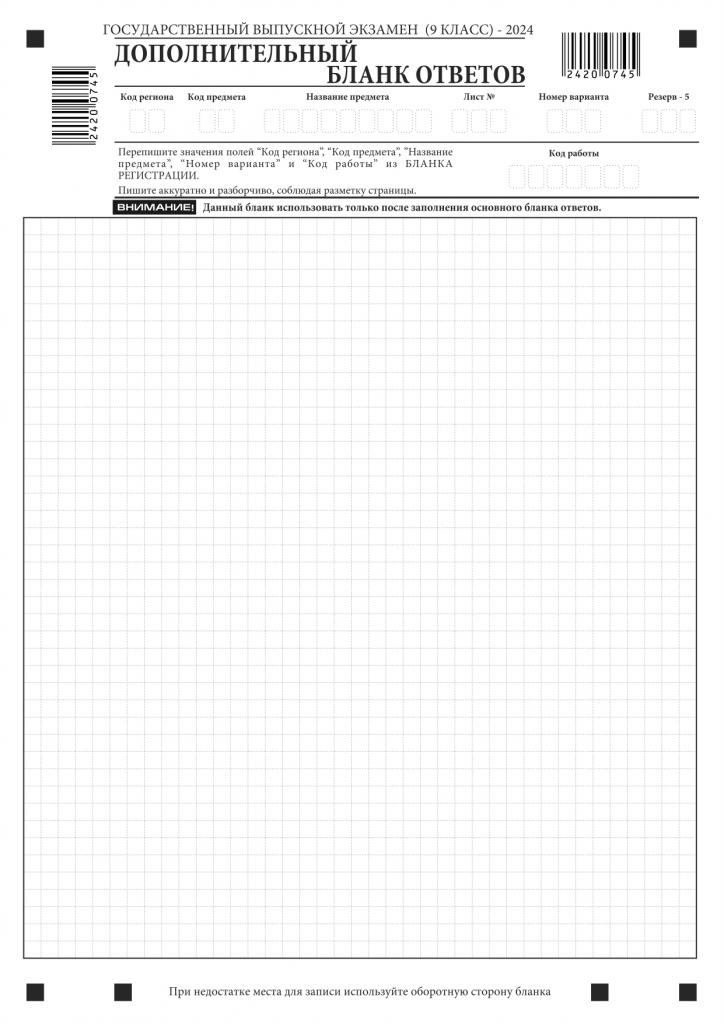 ГОСУДАРСТВЕННЫЙ ВЫПУСКНОЙ ЭКЗАМЕН (9 КЛАСС) - 2024
ДОПОЛНИТЕЛЬНЫЙ
БЛАНК ОТВЕТОВ
2420 0745
2420 0745
Код региона Код предмета Название предмета Лист № Номер варианта Резерв - 5
Перепишите значения полей “Код региона”, “Код предмета”, ”Название
предмета”, “Номер варианта” и “Код работы” из БЛАНКА
РЕГИСТРАЦИИ.
Пишите аккуратно и разборчиво, соблюдая разметку страницы.
Код работы
ВНИМАНИЕ! Данный бланк использовать только после заполнения основного бланка ответов.
При недостатке места для записи используйте оборотную сторону бланка